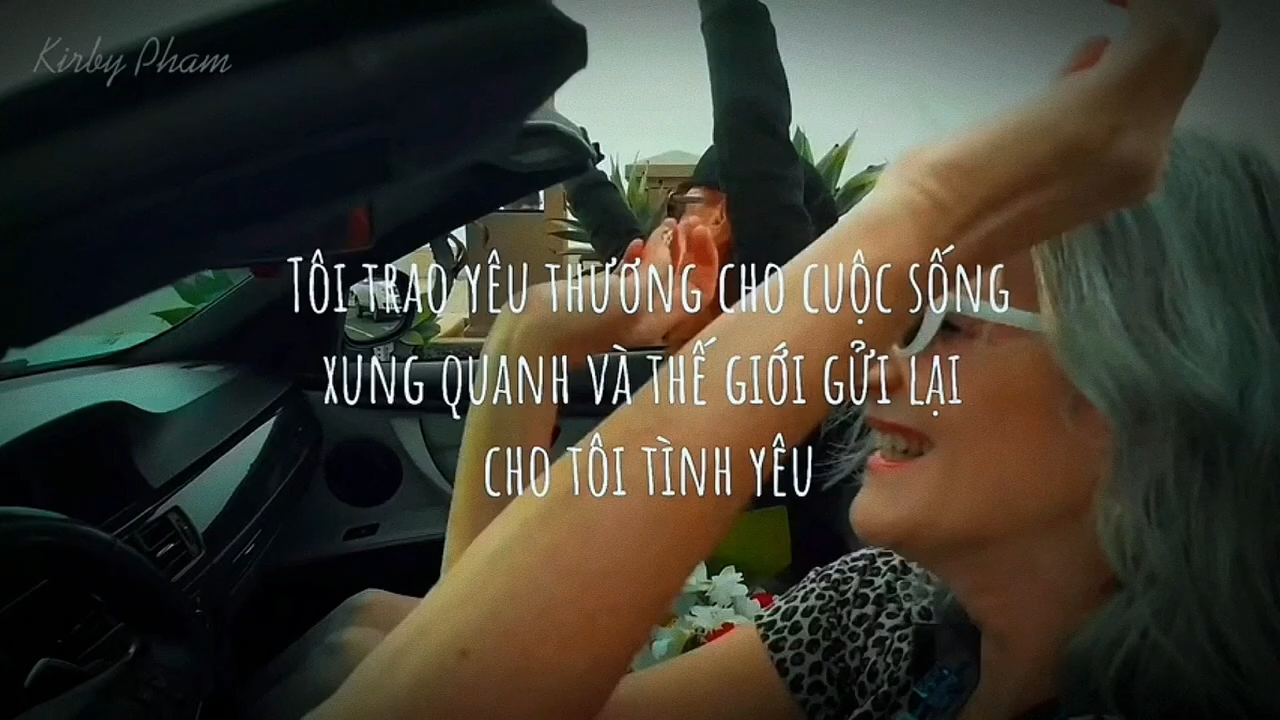 Kirby Pham
Tôi trao yêu thương cho cuộc sống
xung quanh và thế giới gửi lại
cho tôi tình yêu